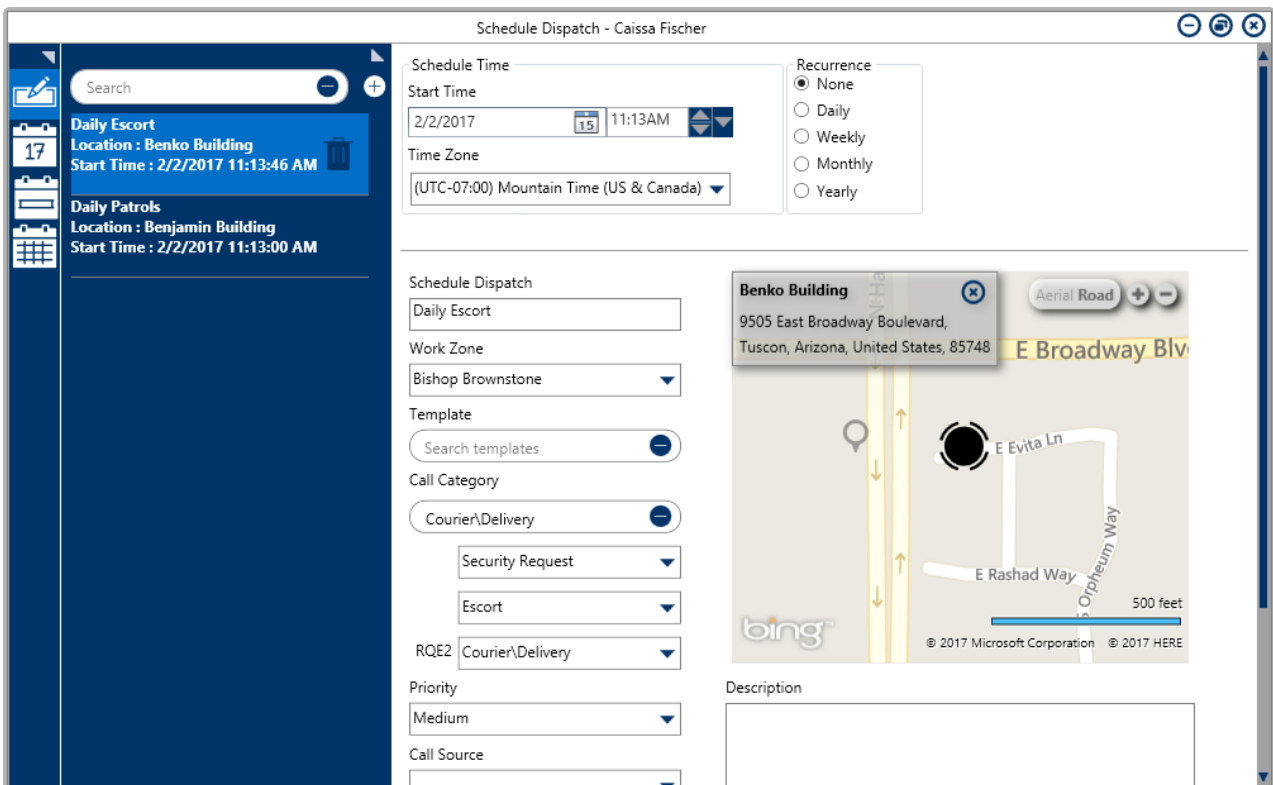 Schedule Dispatch - Caissa Fischer
Search
Daily Escort
Location : Benko Building
Start Time : 2/2/2017 11:13:46 AM
17
Daily Patrols
Location : Benjamin Building
Start Time : 2/2/2017 11:13:00 AM
Schedule Time
Start Time
2/2/2017
15
11:13AM
Time Zone
(UTC-07:00) Mountain Time (US & Canada)
Recurrence
None
Daily
Weekly
Monthly
Yearly
Schedule Dispatch
Daily Escort
Work Zone
Bishop Brownstone
Template
Search templates
Call Category
Courier\Delivery
Security Request
Escort
RQE2 Courier\Delivery
Priority
Medium
Call Source
Benko Building
9505 East Broadway Boulevard,
Tuscon, Arizona, United States, 85748
N Ha
Aerial Road
E Broadway Blv
E Evita Ln
E Rashad Way
S Orpheum Way
500 feet
bing™
© 2017 Microsoft Corporation © 2017 HERE
Description